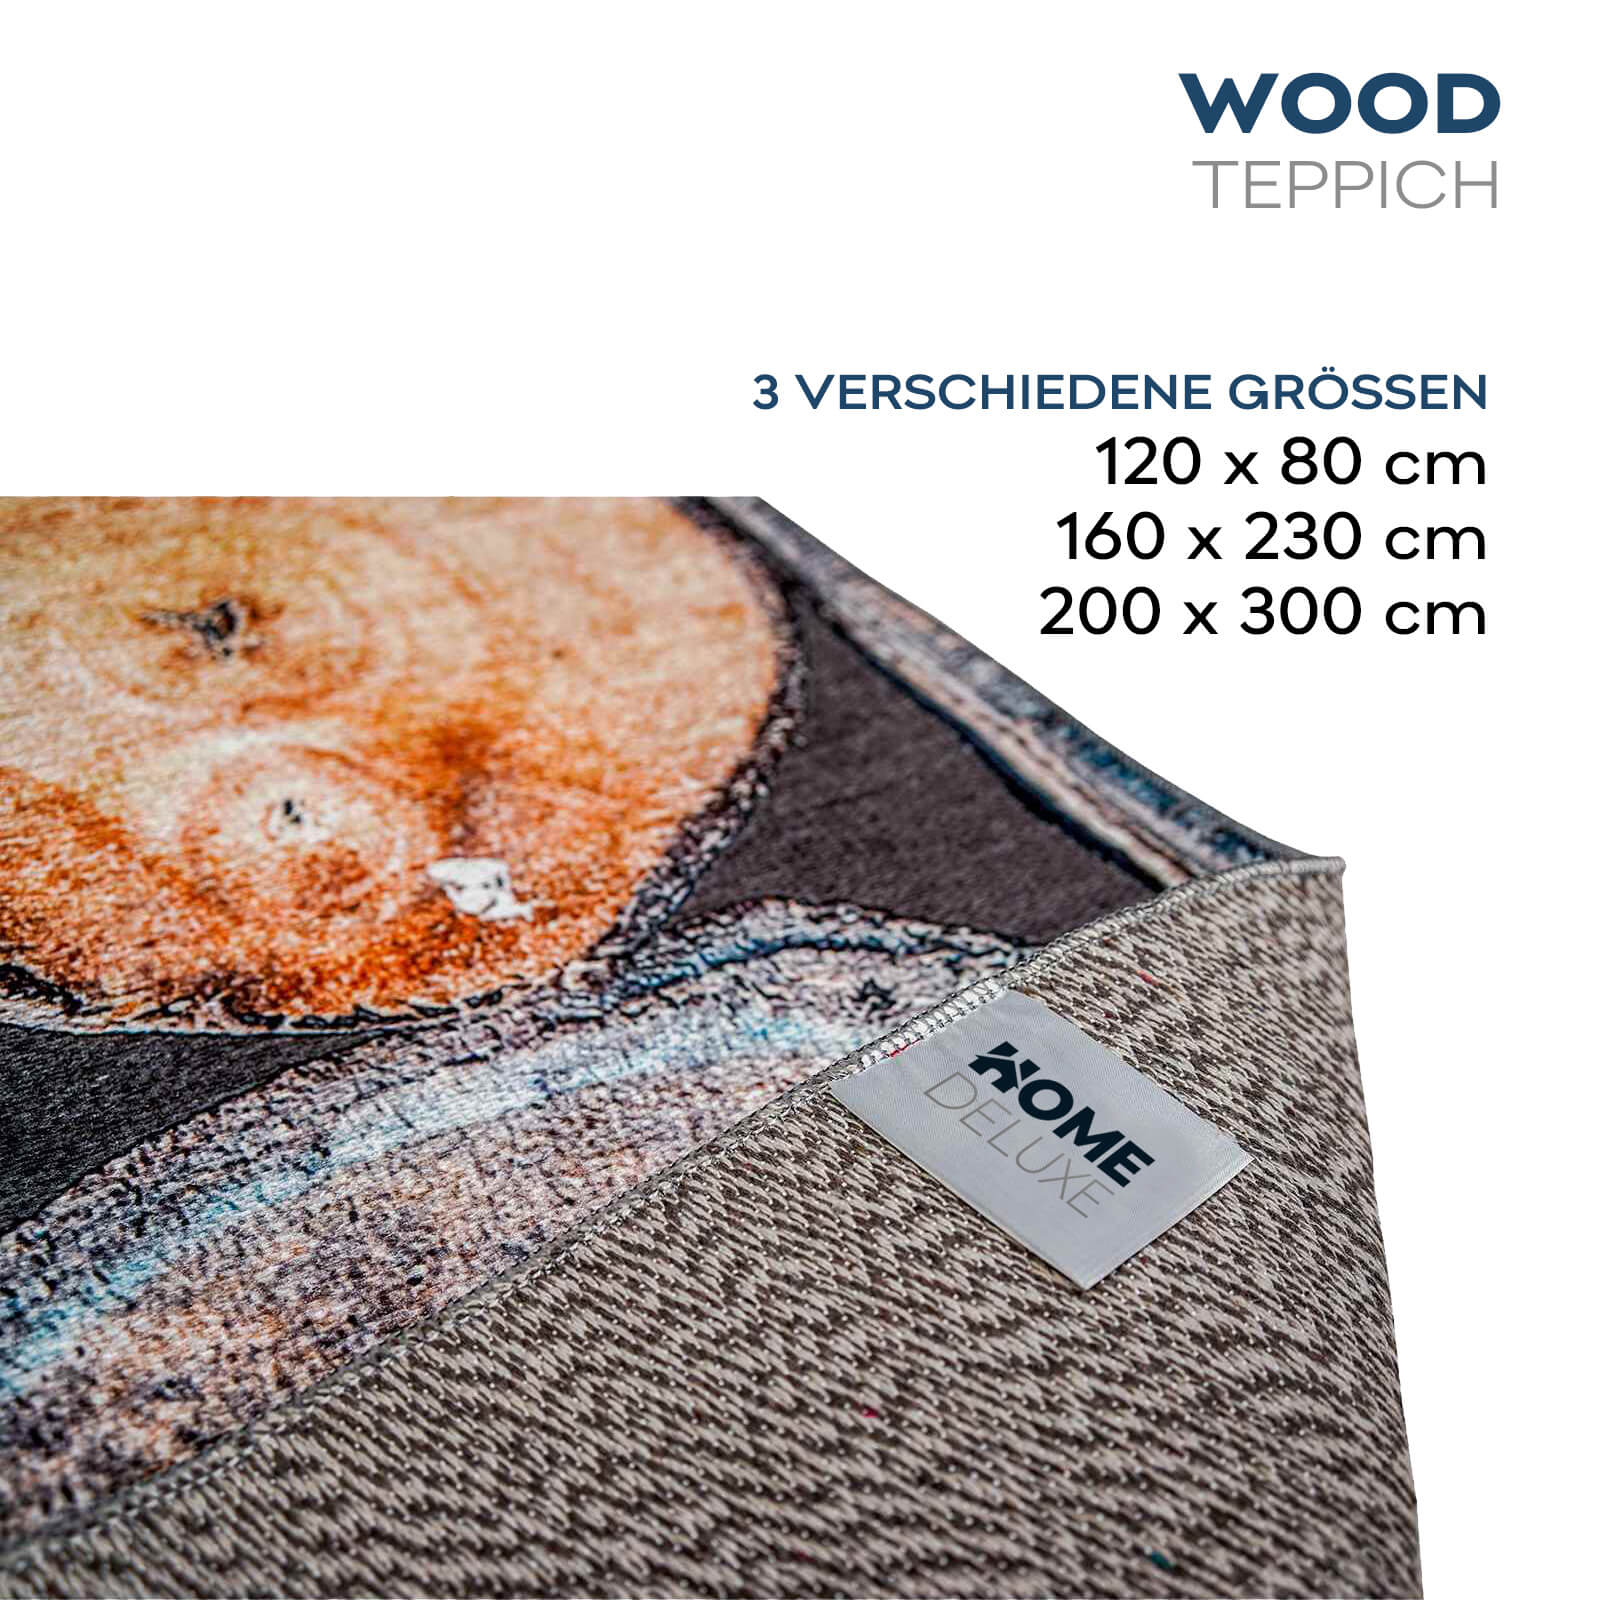 WOOD
TEPPICH
3 VERSCHIEDENE GRÖSSEN
120 x 80 cm
160 x 230 cm
200 x 300 cm
HOME
DELUXE